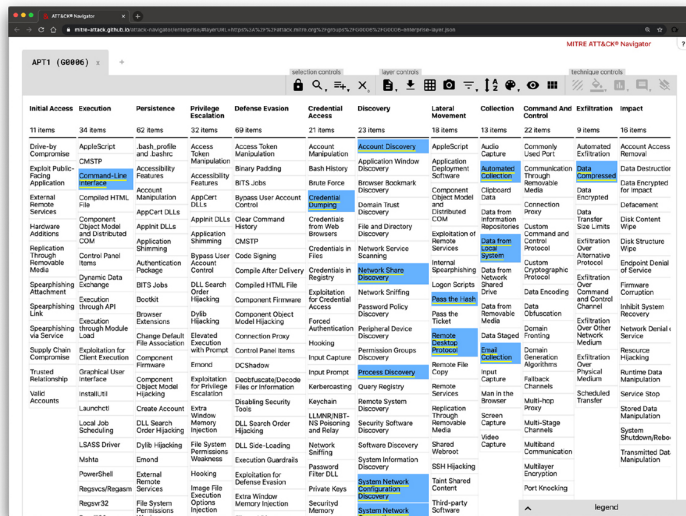 ATT&CK® Navigator
mitre-attack.github.io/attack-navigator/enterprise/#layerURL=https%3A%2F%2Fattack.mitre.org%2Fgroups%2FG0006%2FG0006-enterprise-layer.json
MITRE ATT&CK® Navigator
?
APT1 (G0006) x +
selection controls layer controls technique controls
Initial Access
11 items
Drive-by
Compromise
Exploit Public-
Facing
Application
External
Remote
Services
Hardware
Additions
Replication
Through
Removable
Media
Spearphishing
Attachment
Spearphishing
Link
Spearphishing
via Service
Supply Chain
Compromise
Trusted
Relationship
Valid
Accounts
Execution
34 items
AppleScript
CMSTP
Command-Line
Interface
Compiled HTML
File
Component
Object Model
and Distributed
COM
Control Panel
Items
Dynamic Data
Exchange
Execution
through API
Execution
through Module
Load
Exploitation for
Client Execution
Graphical User
Interface
InstallUtil
Launchctl
Local Job
Scheduling
LSASS Driver
Mshta
PowerShell
Regsvcs/Regasm
Regsvr32
Persistence
62 items
.bash_profile
and .bashrc
Accessibility
Features
Account
Manipulation
AppCert DLLs
AppInit DLLs
Application
Shimming
Authentication
Package
BITS Jobs
Bootkit
Browser
Extensions
Change Default
File Association
Component
Firmware
Component
Object Model
Hijacking
Create Account
DLL Search
Order Hijacking
Dylib Hijacking
Emond
External
Remote
Services
File System
Permissions
Privilege
Escalation
32 items
Access
Token
Manipulation
Accessibility
Features
AppCert
DLLs
AppInit DLLs
Application
Shimming
Bypass User
Account
Control
DLL Search
Order
Hijacking
Dylib
Hijacking
Elevated
Execution
with Prompt
Emond
Exploitation
for Privilege
Escalation
Extra
Window
Memory
Injection
File System
Permissions
Weakness
Hooking
Image File
Execution
Options
Injection
Defense Evasion
69 items
Access Token
Manipulation
Binary Padding
BITS Jobs
Bypass User Account
Control
Clear Command
History
CMSTP
Code Signing
Compile After Delivery
Compiled HTML File
Component Firmware
Component Object
Model Hijacking
Connection Proxy
Control Panel Items
DCShadow
Deobfuscate/Decode
Files or Information
Disabling Security
Tools
DLL Search Order
Hijacking
DLL Side-Loading
Execution Guardrails
Exploitation for
Defense Evasion
Extra Window
Memory Injection
Credential
Access
21 items
Account
Manipulation
Bash History
Brute Force
Credential
Dumping
Credentials
from Web
Browsers
Credentials in
Files
Credentials in
Registry
Exploitation
for Credential
Access
Forced
Authentication
Hooking
Input Capture
Input Prompt
Kerberoasting
Keychain
LLMNR/NBT-
NS Poisoning
and Relay
Network
Sniffing
Password
Filter DLL
Private Keys
Securityd
Memory
Discovery
23 items
Account Discovery
Application Window
Discovery
Browser Bookmark
Discovery
Domain Trust
Discovery
File and Directory
Discovery
Network Service
Scanning
Network Share
Discovery
Network Sniffing
Password Policy
Discovery
Peripheral Device
Discovery
Permission Groups
Discovery
Process Discovery
Query Registry
Remote System
Discovery
Security Software
Discovery
Software Discovery
System Information
Discovery
System Network
Configuration
Discovery
System Network
Lateral
Movement
18 items
AppleScript
Application
Deployment
Software
Component
Object Model
and
Distributed
COM
Exploitation of
Remote
Services
Internal
Spearphishing
Logon Scripts
Pass the Hash
Pass the
Ticket
Remote
Desktop
Protocol
Remote File
Copy
Remote
Services
Replication
Through
Removable
Media
Shared
Webroot
SSH Hijacking
Taint Shared
Content
Third-party
Software
Collection
13 items
Audio
Capture
Automated
Collection
Clipboard
Data
Data from
Information
Repositories
Data from
Local
System
Data from
Network
Shared
Drive
Data from
Removable
Media
Data Staged
Email
Collection
Input
Capture
Man in the
Browser
Screen
Capture
Video
Capture
Command And
Control
22 items
Commonly
Used Port
Communication
Through
Removable
Media
Connection
Proxy
Custom
Command and
Control
Protocol
Custom
Cryptographic
Protocol
Data Encoding
Data
Obfuscation
Domain
Fronting
Domain
Generation
Algorithms
Fallback
Channels
Multi-hop
Proxy
Multi-Stage
Channels
Multiband
Communication
Multilayer
Encryption
Port Knocking
Exfiltration
9 items
Automated
Exfiltration
Data
Compressed
Data
Encrypted
Data
Transfer
Size Limits
Exfiltration
Over
Alternative
Protocol
Exfiltration
Over
Command
and Control
Channel
Exfiltration
Over Other
Network
Medium
Exfiltration
Over
Physical
Medium
Scheduled
Transfer
Impact
16 items
Account Access
Removal
Data Destruction
Data Encrypted
for Impact
Defacement
Disk Content
Wipe
Disk Structure
Wipe
Endpoint Denial
of Service
Firmware
Corruption
Inhibit System
Recovery
Network Denial
Service
Resource
Hijacking
Runtime Data
Manipulation
Service Stop
Stored Data
Manipulation
System
Shutdown/Reboo
Transmitted Data
Manipulation
legend